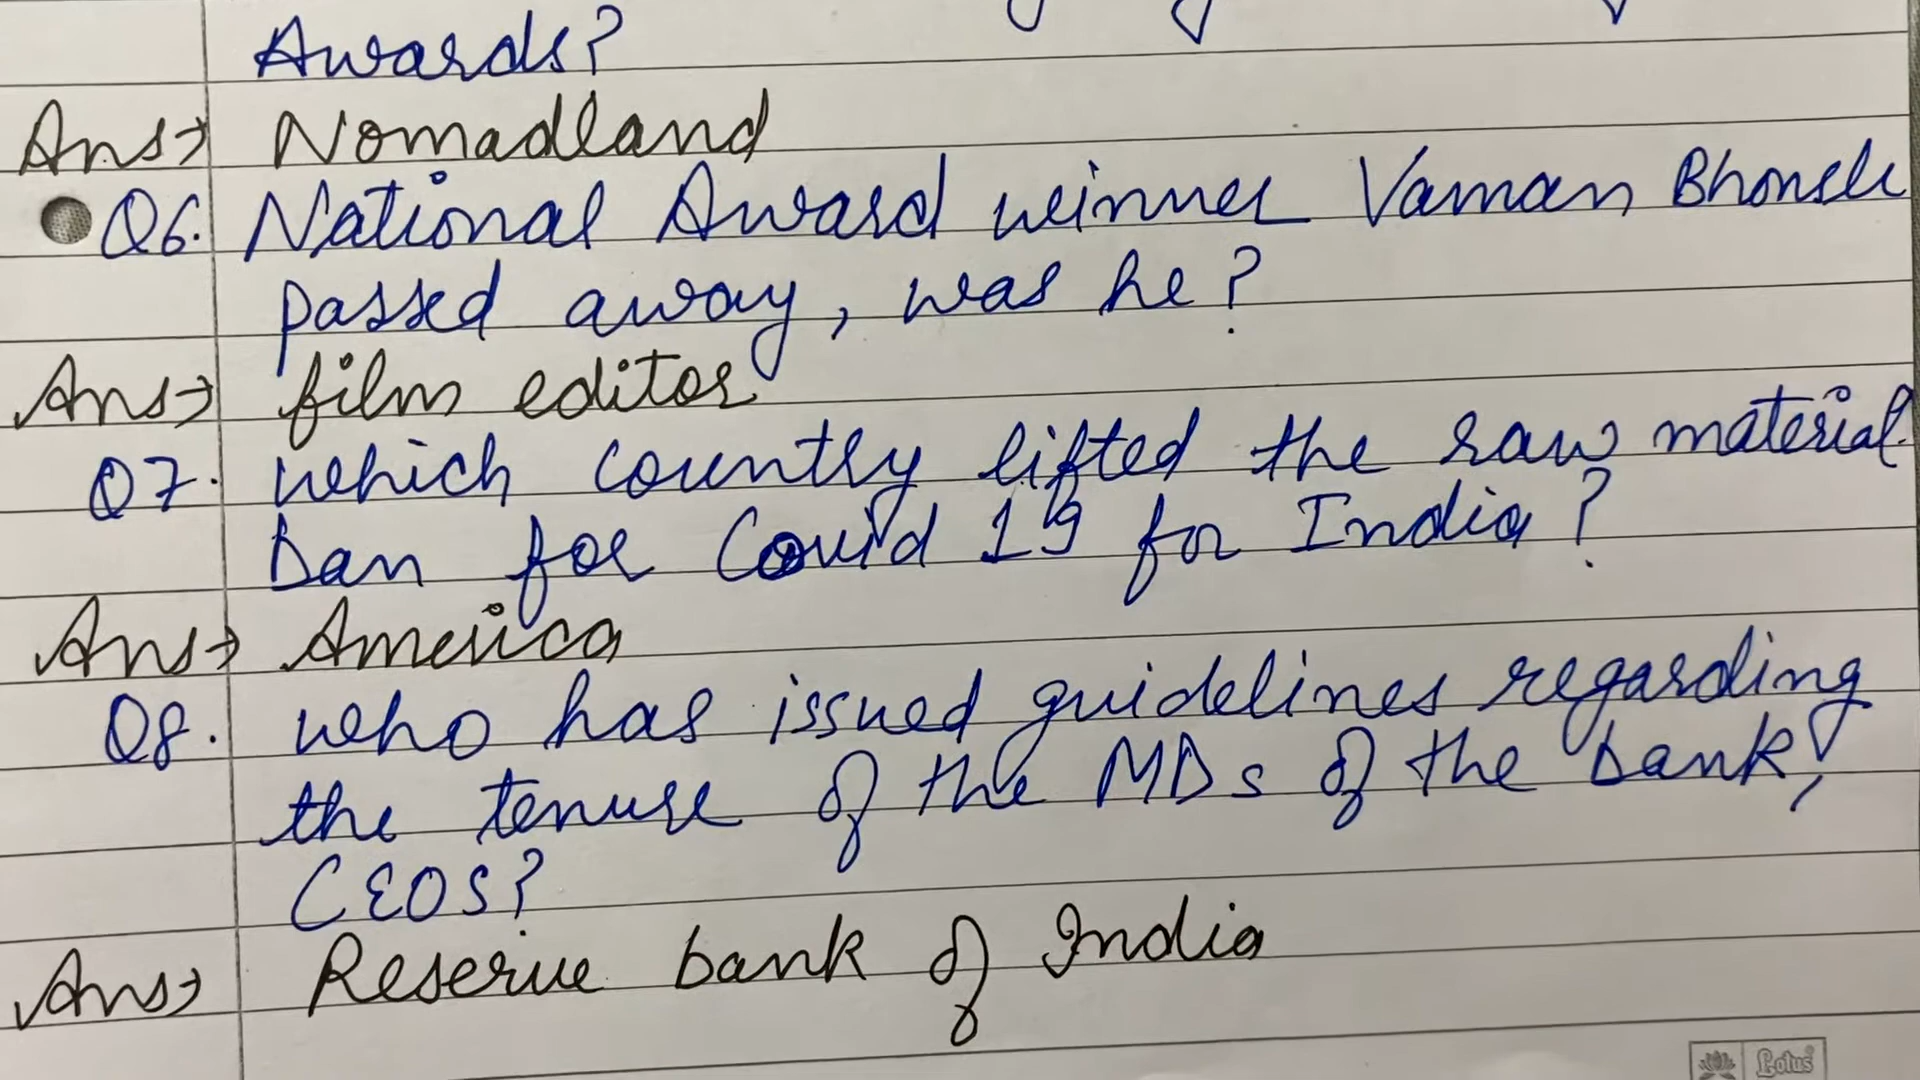 Awards?
Ans→ Nomadland
Q6. National Award winner Vaman Bhonsle
passed away, was he?
Ans→ film editor
Q7. which country lifted the raw material
ban for Covid 19 for India?
Ans→ America
Q8. who has issued guidelines regarding
the tenure of the MDs of the bank,
CEOS?
Ans→ Reserve bank of India
Lotus